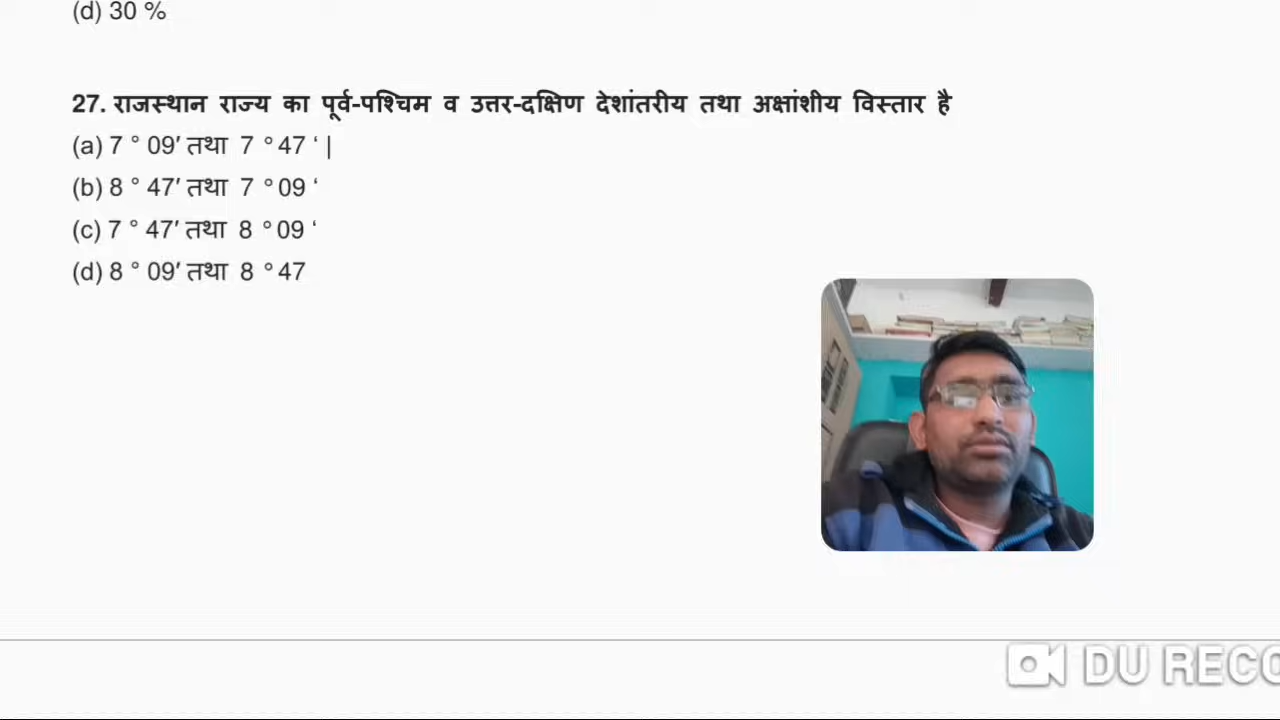 (d) 30 %
27. राजस्थान राज्य का पूर्व-पश्चिम व उत्तर-दक्षिण देशांतरीय तथा अक्षांशीय विस्तार है
(a) 7 ° 09′ तथा 7 ° 47 ‘ |
(b) 8 ° 47′ तथा 7 ° 09 ‘
(c) 7 ° 47′ तथा 8 ° 09 ‘
(d) 8 ° 09′ तथा 8 ° 47
DU RECO